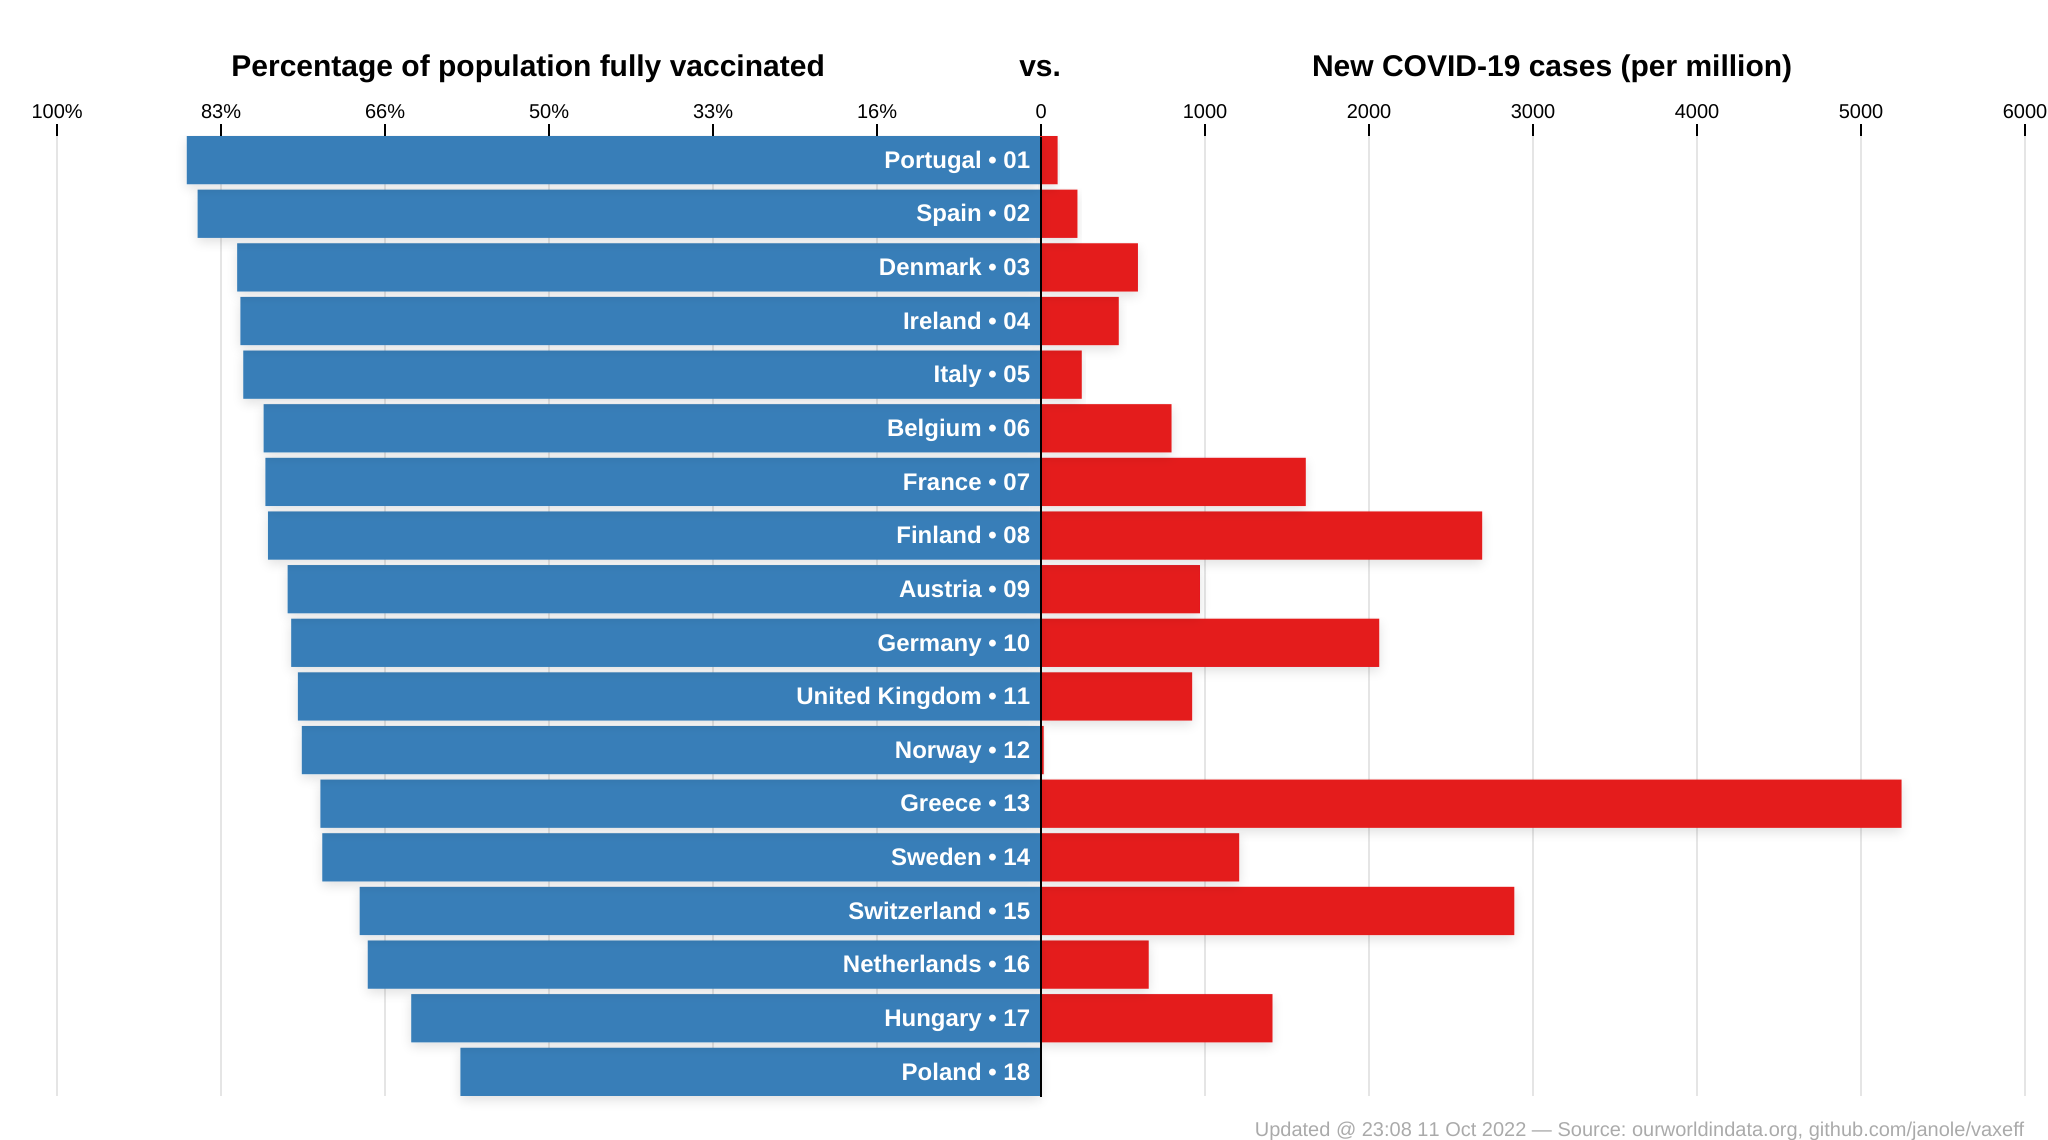 Percentage of population fully vaccinated vs. New COVID-19 cases (per million)
100% 83% 66% 50% 33% 16% 0 1000 2000 3000 4000 5000 6000
Portugal • 01
Spain • 02
Denmark • 03
Ireland • 04
Italy • 05
Belgium • 06
France • 07
Finland • 08
Austria • 09
Germany • 10
United Kingdom • 11
Norway • 12
Greece • 13
Sweden • 14
Switzerland • 15
Netherlands • 16
Hungary • 17
Poland • 18
Updated @ 23:08 11 Oct 2022 — Source: ourworldindata.org, github.com/janole/vaxeff